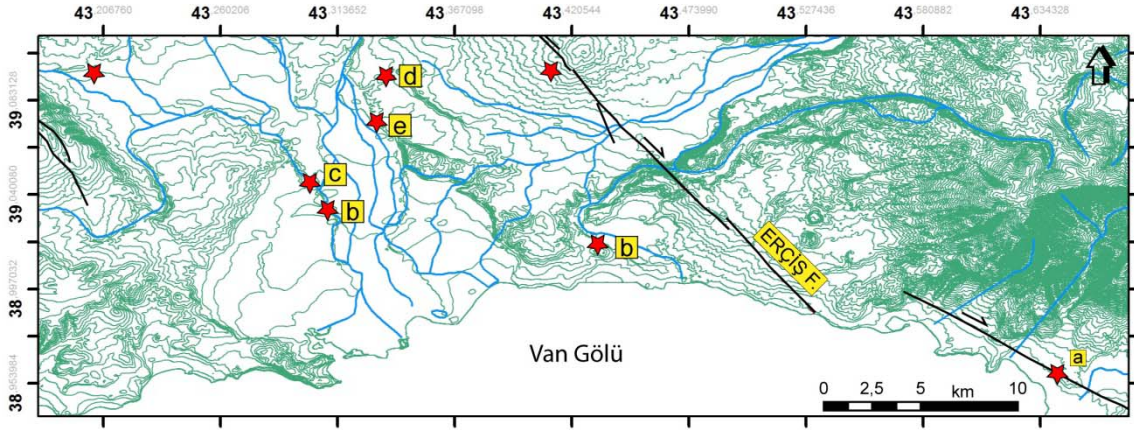 43,206760 43,260206 43,313652 43,367098 43,420544 43,473990 43,527436 43,580882 43,634328
39,083128
39,040080
38,997032
38,953984
d
e
c
b
b
ERÇİŞ F.
Van Gölü
a
0 2,5 5 km 10